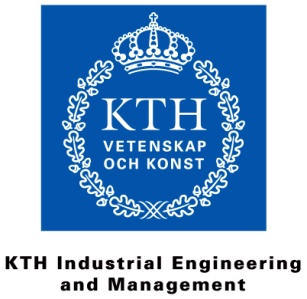 KTH
VETENSKAP
OCH KONST
KTH Industrial Engineering
and Management